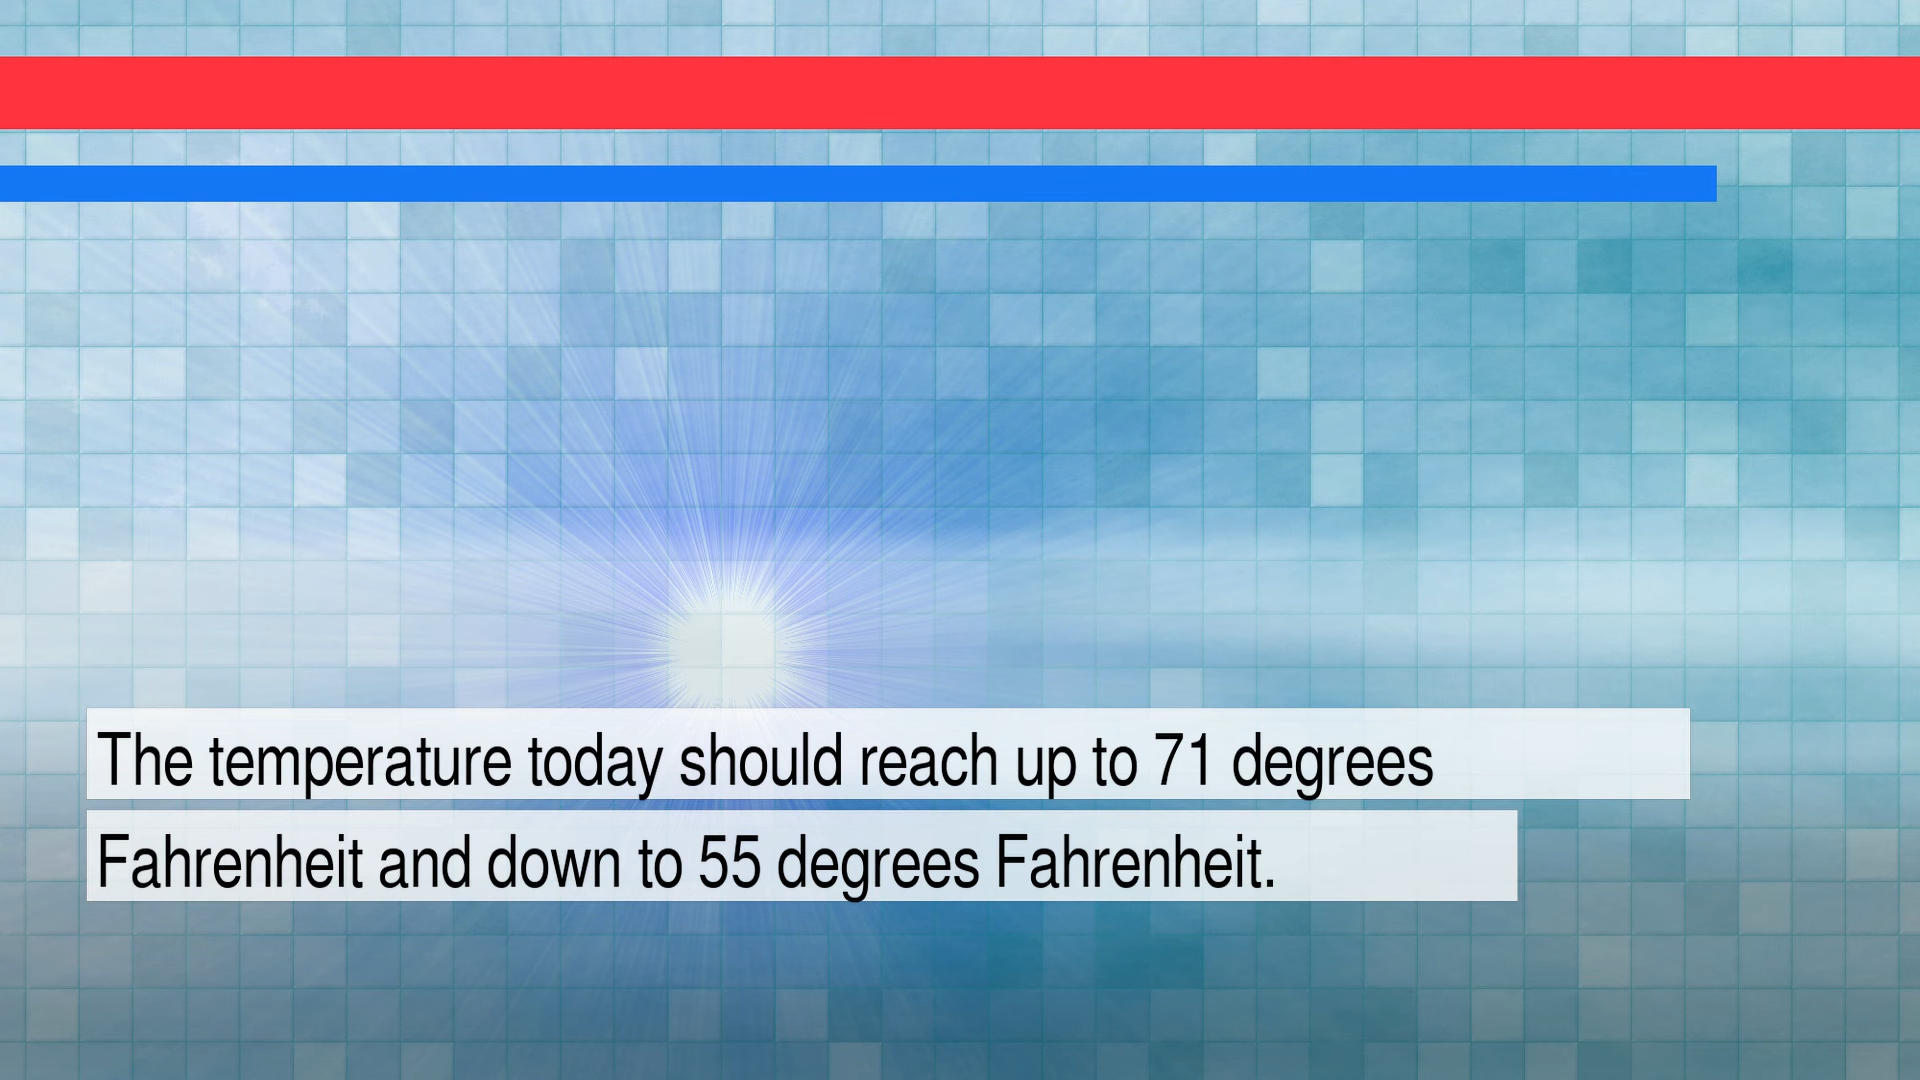 The temperature today should reach up to 71 degrees
Fahrenheit and down to 55 degrees Fahrenheit.